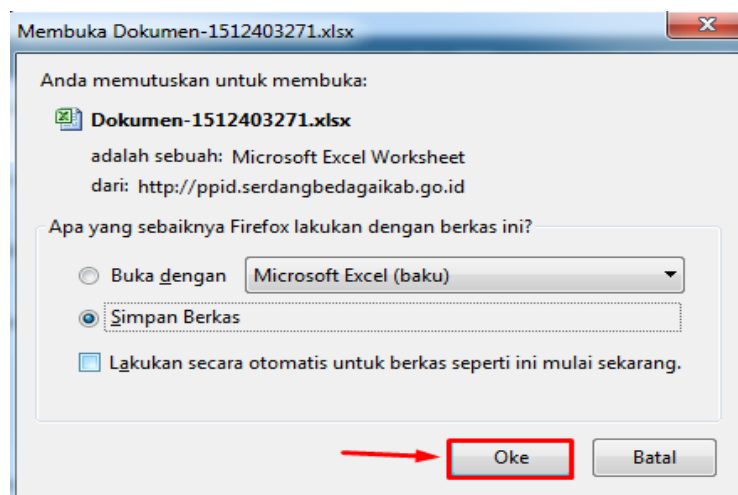 Membuka Dokumen-1512403271.xlsx
Anda memutuskan untuk membuka:
Dokumen-1512403271.xlsx
adalah sebuah: Microsoft Excel Worksheet
dari: http://ppid.serdangbedagaikab.go.id
Apa yang sebaiknya Firefox lakukan dengan berkas ini?
Buka dengan Microsoft Excel (baku)
Simpan Berkas
Lakukan secara otomatis untuk berkas seperti ini mulai sekarang.
Oke Batal